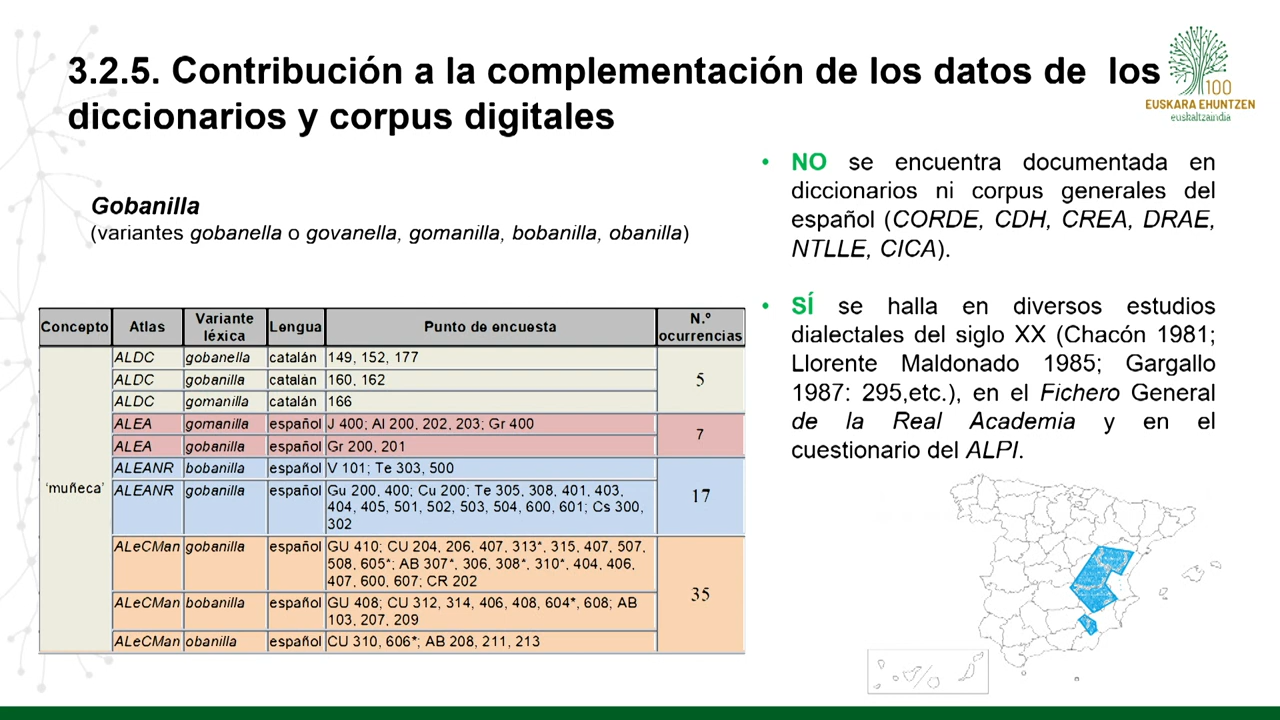 3.2.5. Contribución a la complementación de los datos de los
diccionarios y corpus digitales
100
EUSKARA EHUNTZEN
euskaltzaindia
Gobanilla
(variantes gobanella o govanella, gomanilla, bobanilla, obanilla)
Concepto Atlas Variante léxica Lengua Punto de encuesta N.º ocurrencias
'muñeca'
ALDC gobanella catalán 149, 152, 177
ALDC gobanilla catalán 160, 162
5
ALDC gomanilla catalán 166
ALEA gomanilla español J 400; Al 200, 202, 203; Gr 400
7
ALEA gobanilla español Gr 200, 201
ALEANR bobanilla español V 101; Te 303, 500
ALEANR gobanilla español Gu 200, 400; Cu 200; Te 305, 308, 401, 403,
404, 405, 501, 502, 503, 504, 600, 601; Cs 300,
302
17
ALeCMan gobanilla español GU 410; CU 204, 206, 407, 313*, 315, 407, 507,
508, 605*; AB 307*, 306, 308*, 310*, 404, 406,
407, 600, 607; CR 202
35
ALeCMan bobanilla español GU 408; CU 312, 314, 406, 408, 604*, 608; AB
103, 207, 209
ALeCMan obanilla español CU 310, 606*; AB 208, 211, 213
• NO se encuentra documentada en
diccionarios ni corpus generales del
español (CORDE, CDH, CREA, DRAE,
NTLLE, CICA).
• SÍ se halla en diversos estudios
dialectales del siglo XX (Chacón 1981;
Llorente Maldonado 1985; Gargallo
1987: 295,etc.), en el Fichero General
de la Real Academia y en el
cuestionario del ALPI.